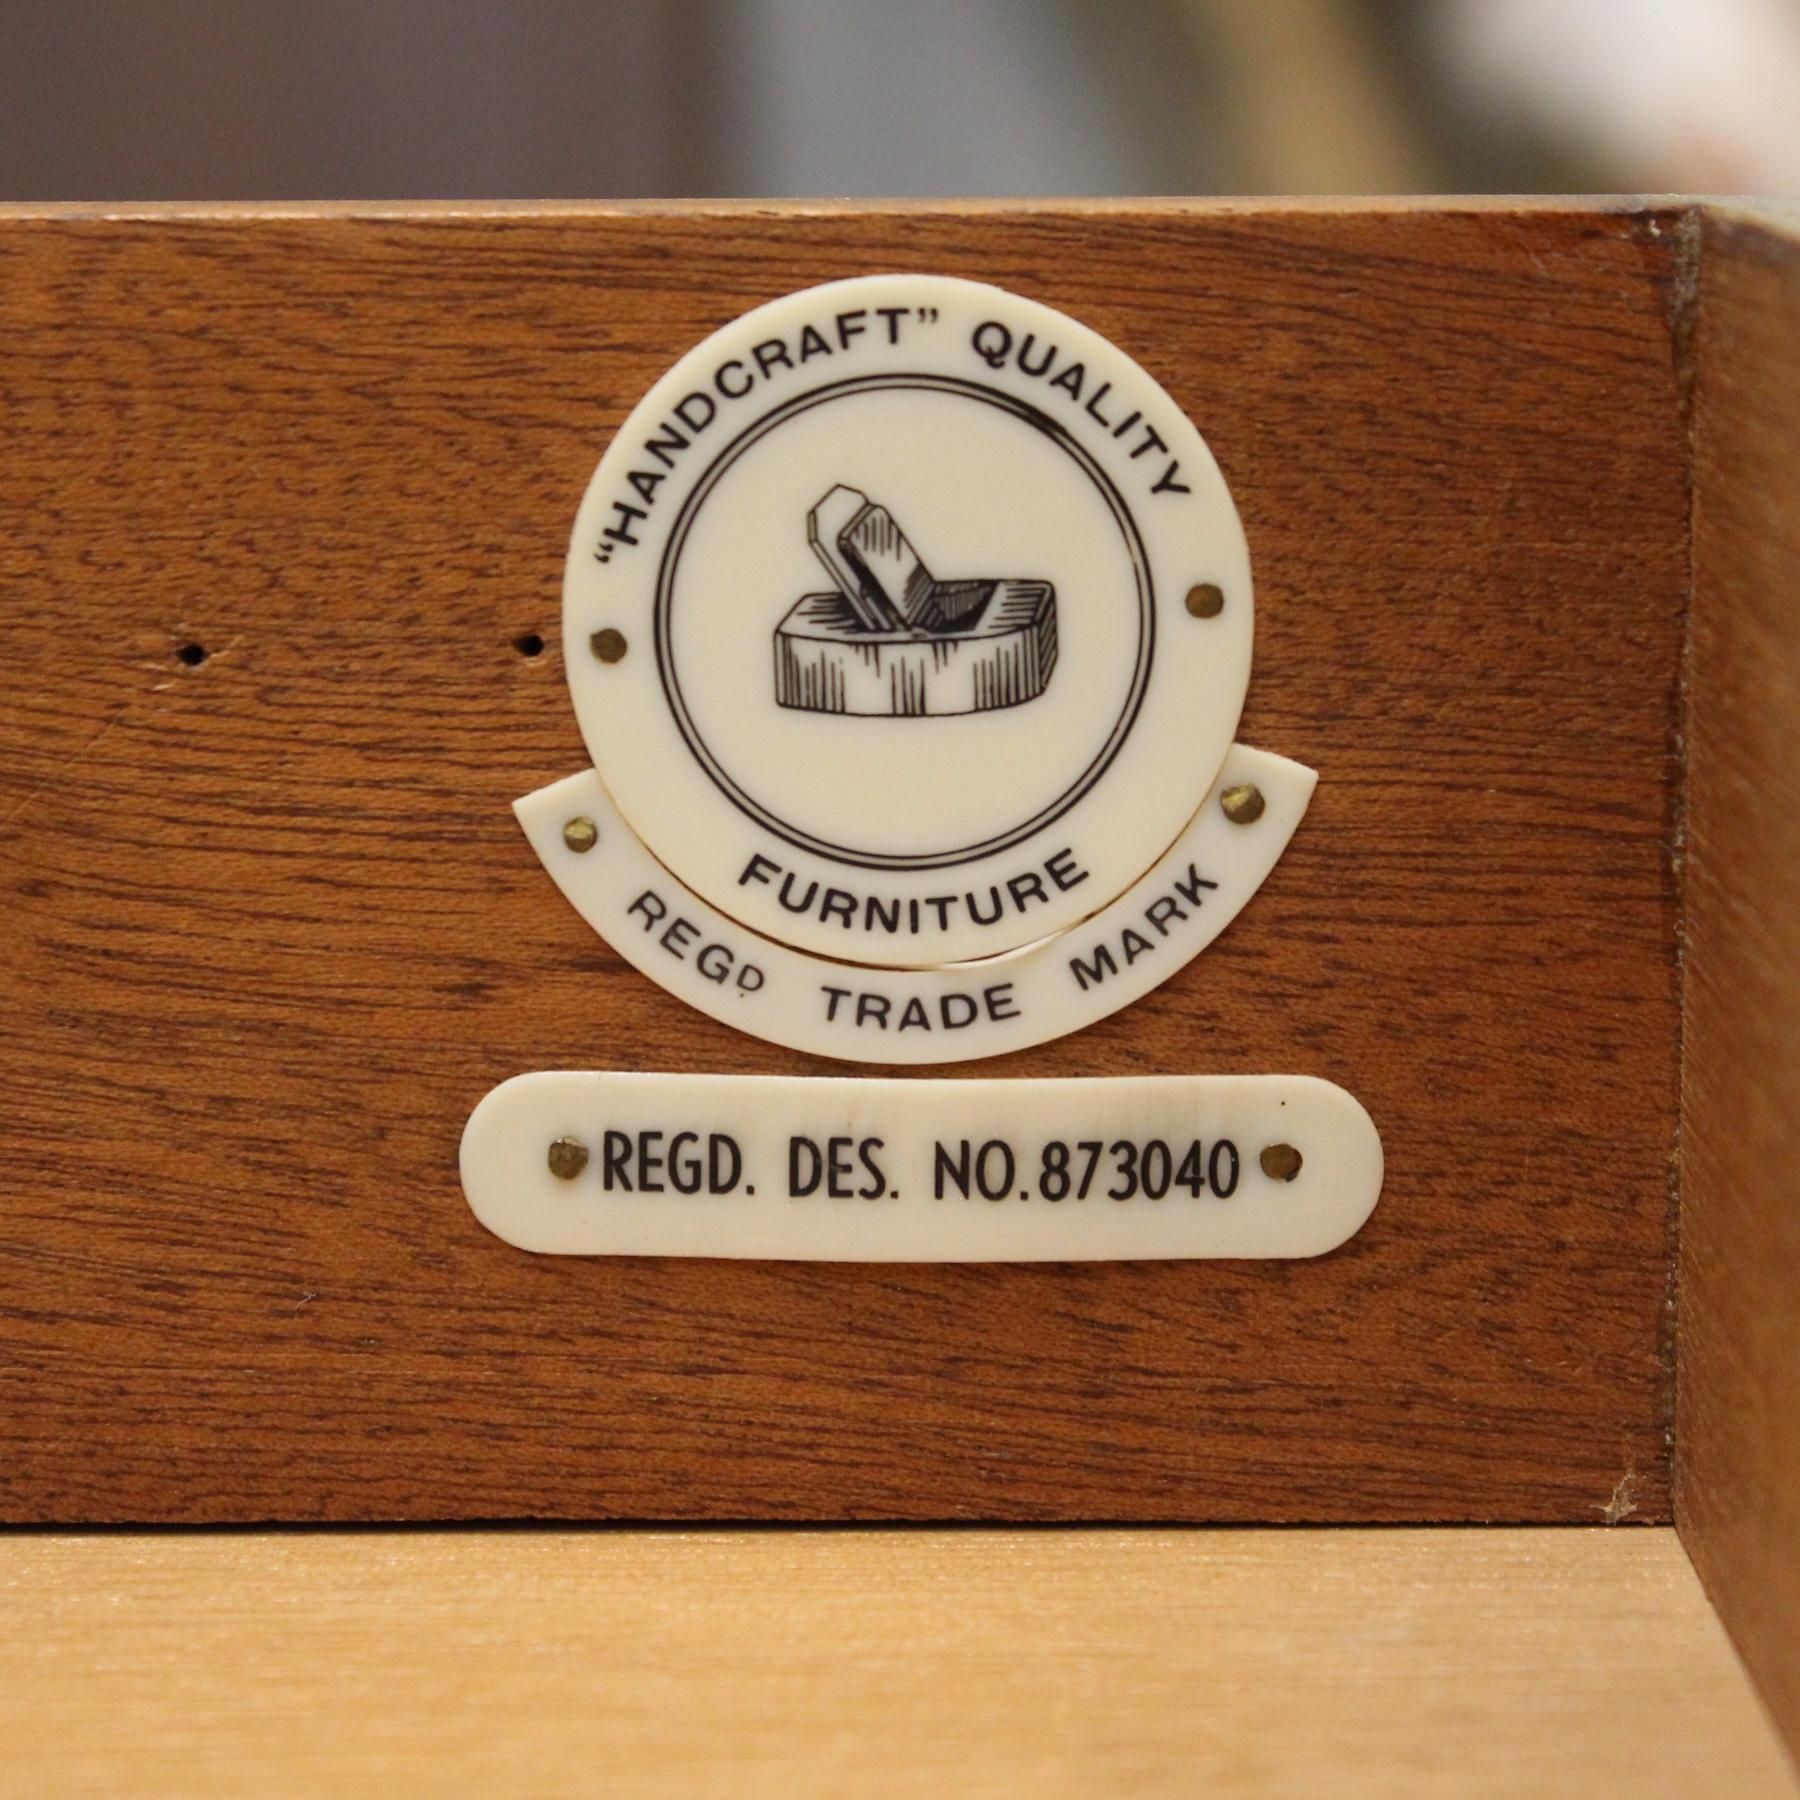 “HANDCRAFT” QUALITY
FURNITURE
REGD TRADE MARK
REGD. DES. NO.873040